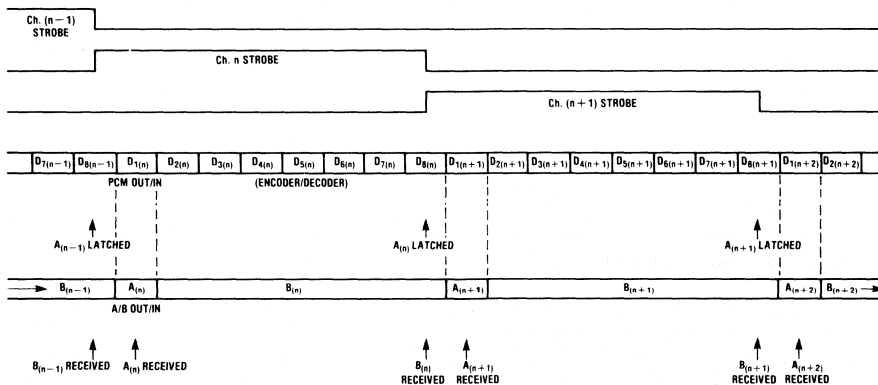 Ch. (n−1)
STROBE
Ch. n STROBE
Ch. (n+1) STROBE
D7(n−1) D8(n−1) D1(n) D2(n) D3(n) D4(n) D5(n) D6(n) D7(n) D8(n) D1(n+1) D2(n+1) D3(n+1) D4(n+1) D5(n+1) D6(n+1) D7(n+1) D8(n+1) D1(n+2) D2(n+2)
PCM OUT/IN (ENCODER/DECODER)
A(n−1) LATCHED A(n) LATCHED A(n+1) LATCHED
B(n−1) A(n) B(n) A(n+1) B(n+1) A(n+2) B(n+2)
A/B OUT/IN
B(n−1) RECEIVED A(n) RECEIVED B(n) RECEIVED A(n+1) RECEIVED B(n+1) RECEIVED A(n+2) RECEIVED